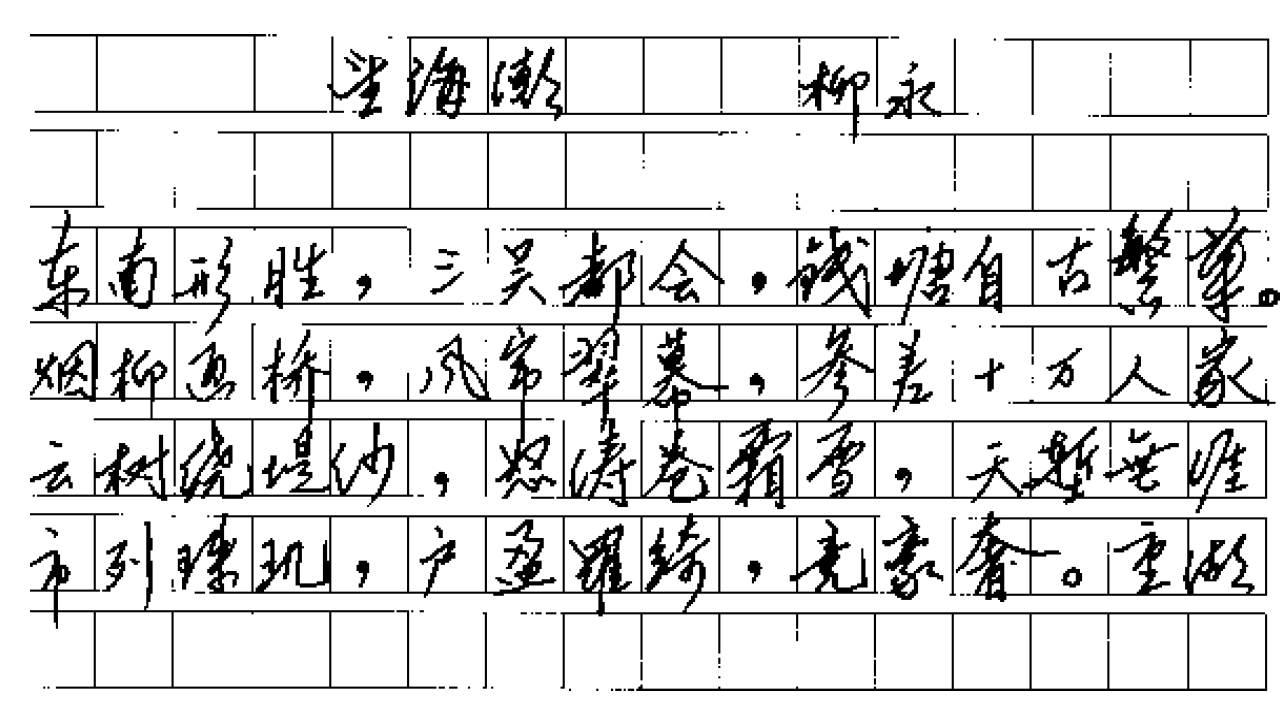 望海潮 柳永
东南形胜，三吴都会，钱塘自古繁华。
烟柳画桥，风帘翠幕，参差十万人家
云树绕堤沙，怒涛卷霜雪，天堑無涯
市列珠玑，户盈羅绮，竞豪奢。重湖